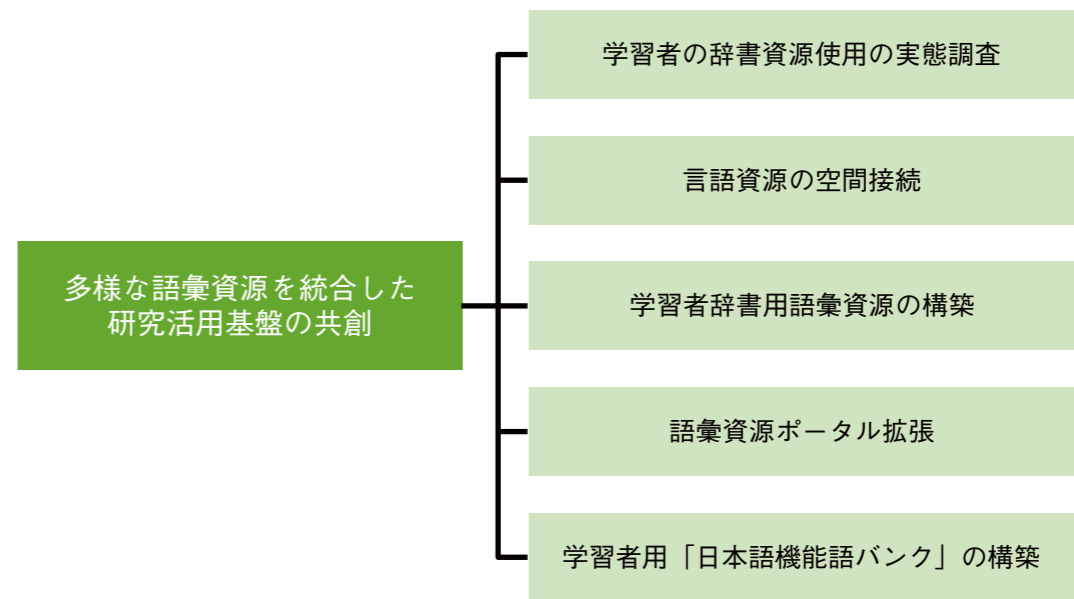 学習者の辞書資源使用の実態調査
言語資源の空間接続
多様な語彙資源を統合した
研究活用基盤の共創
学習者辞書用語彙資源の構築
語彙資源ポータル拡張
学習者用「日本語機能語バンク」の構築